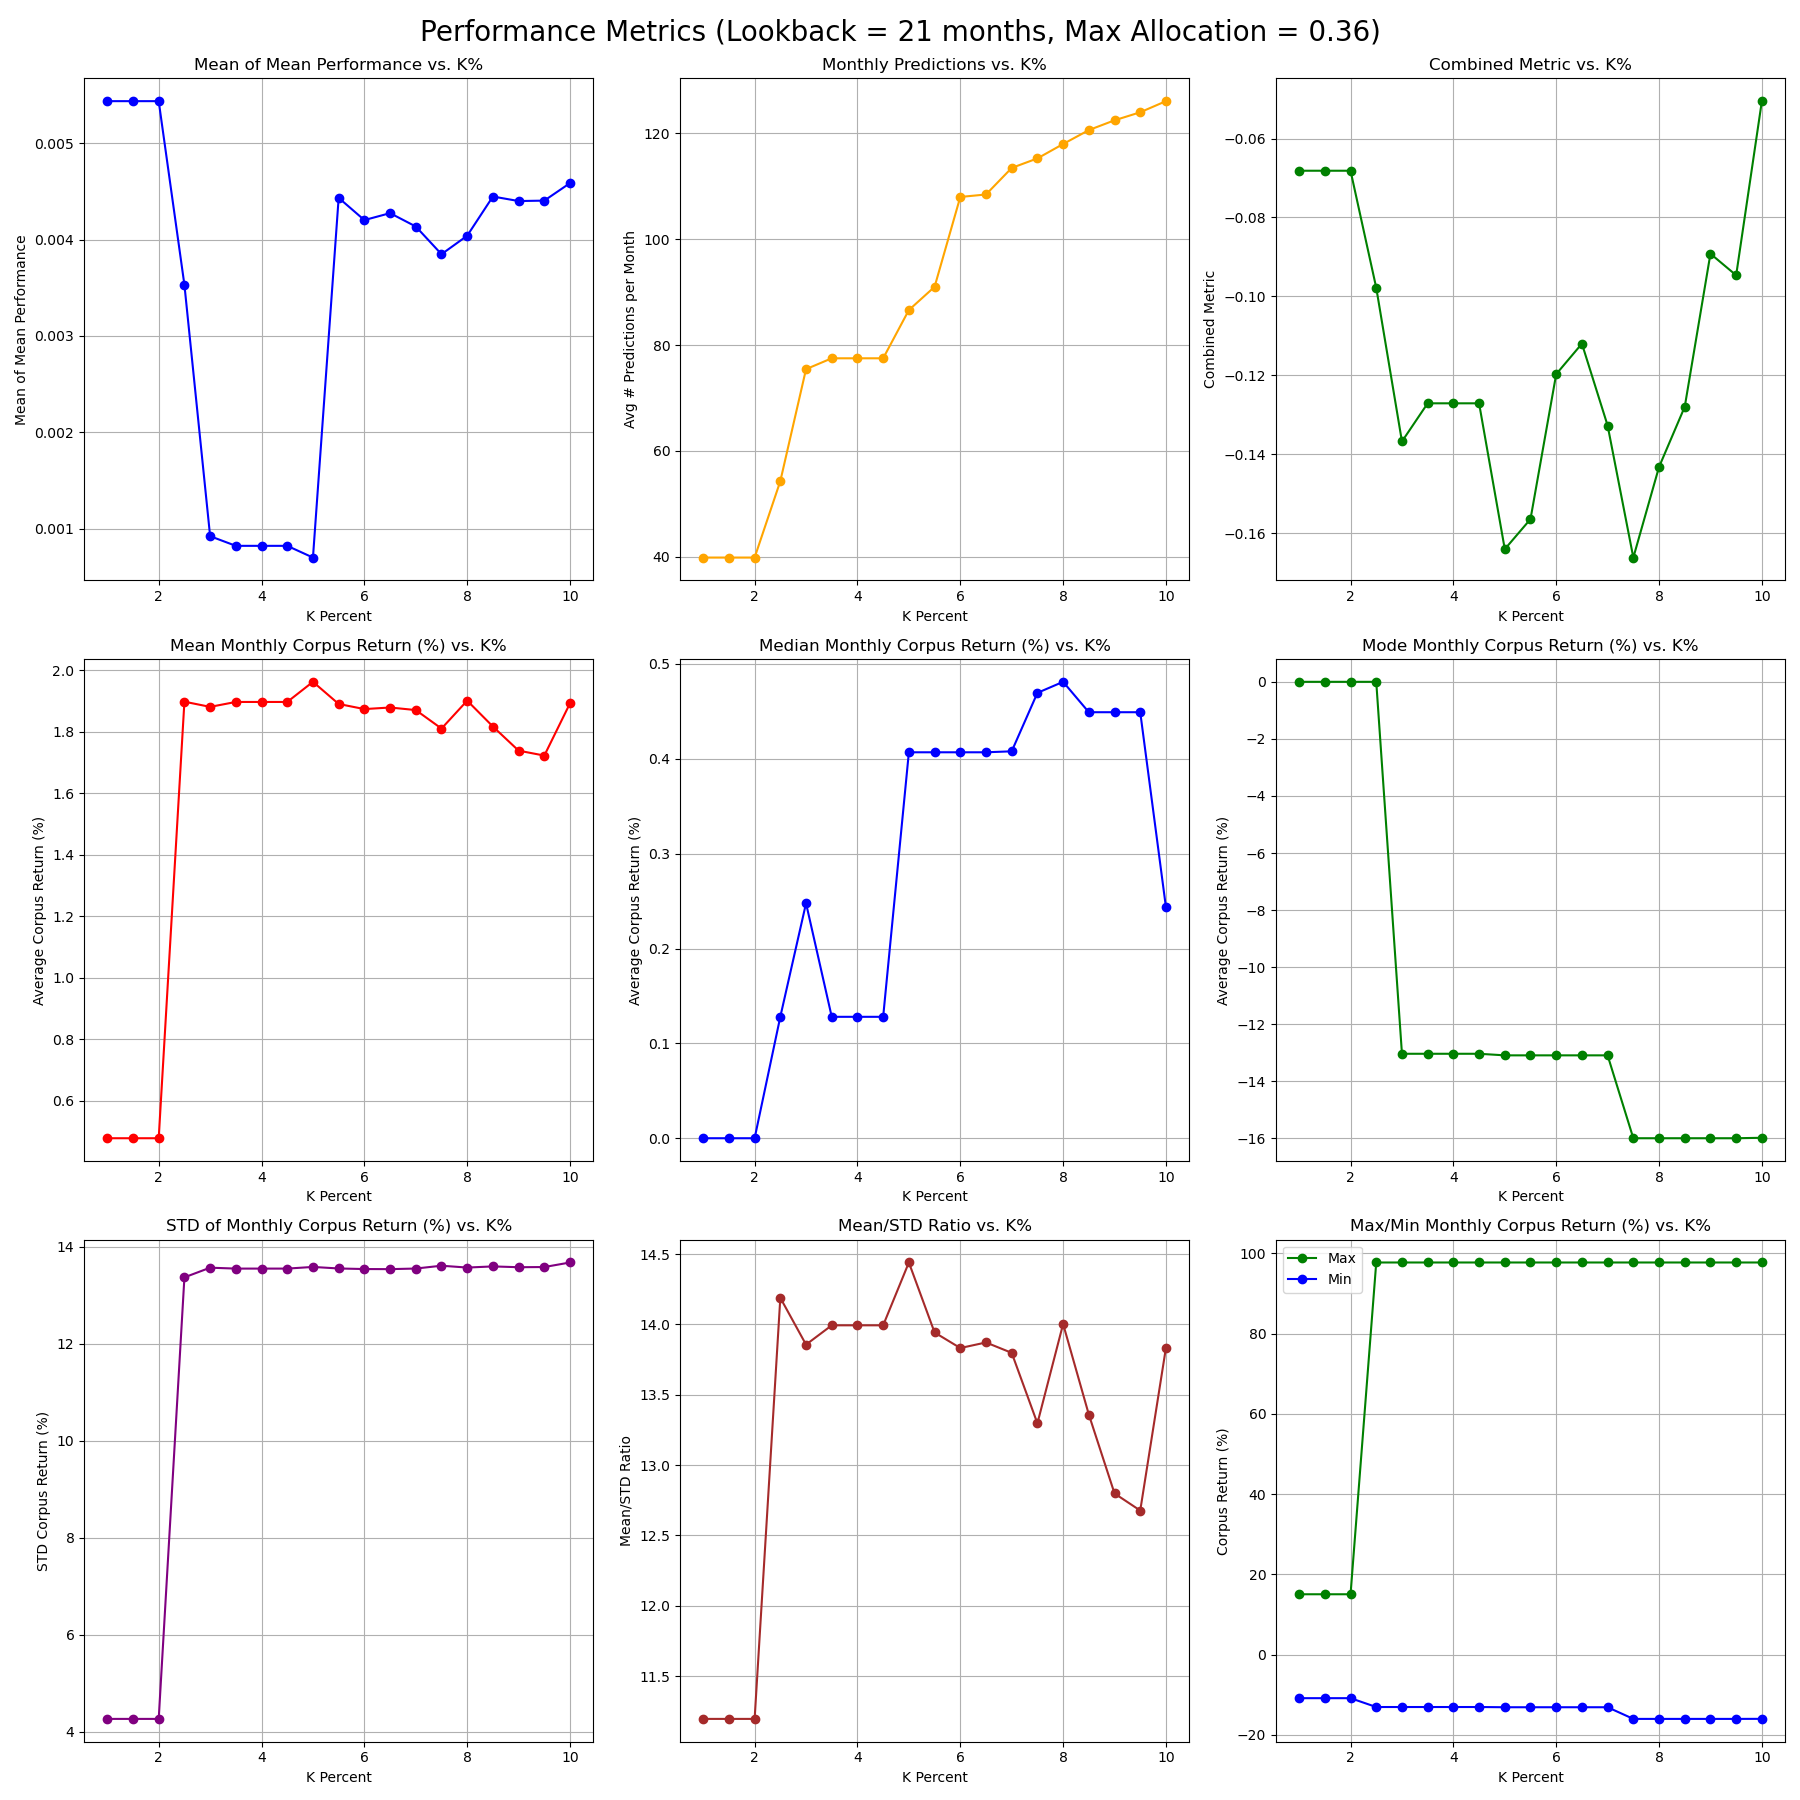 Performance Metrics (Lookback = 21 months, Max Allocation = 0.36)
Mean of Mean Performance vs. K%
Mean of Mean Performance
0.005
0.004
0.003
0.002
0.001
2 4 6 8 10
K Percent
Monthly Predictions vs. K%
Avg # Predictions per Month
120
100
80
60
40
2 4 6 8 10
K Percent
Combined Metric vs. K%
Combined Metric
−0.06
−0.08
−0.10
−0.12
−0.14
−0.16
2 4 6 8 10
K Percent
Mean Monthly Corpus Return (%) vs. K%
Average Corpus Return (%)
2.0
1.8
1.6
1.4
1.2
1.0
0.8
0.6
2 4 6 8 10
K Percent
Median Monthly Corpus Return (%) vs. K%
Average Corpus Return (%)
0.5
0.4
0.3
0.2
0.1
0.0
2 4 6 8 10
K Percent
Mode Monthly Corpus Return (%) vs. K%
Average Corpus Return (%)
0
−2
−4
−6
−8
−10
−12
−14
−16
2 4 6 8 10
K Percent
STD of Monthly Corpus Return (%) vs. K%
STD Corpus Return (%)
14
12
10
8
6
4
2 4 6 8 10
K Percent
Mean/STD Ratio vs. K%
Mean/STD Ratio
14.5
14.0
13.5
13.0
12.5
12.0
11.5
2 4 6 8 10
K Percent
Max/Min Monthly Corpus Return (%) vs. K%
Corpus Return (%)
Max
Min
100
80
60
40
20
0
−20
2 4 6 8 10
K Percent